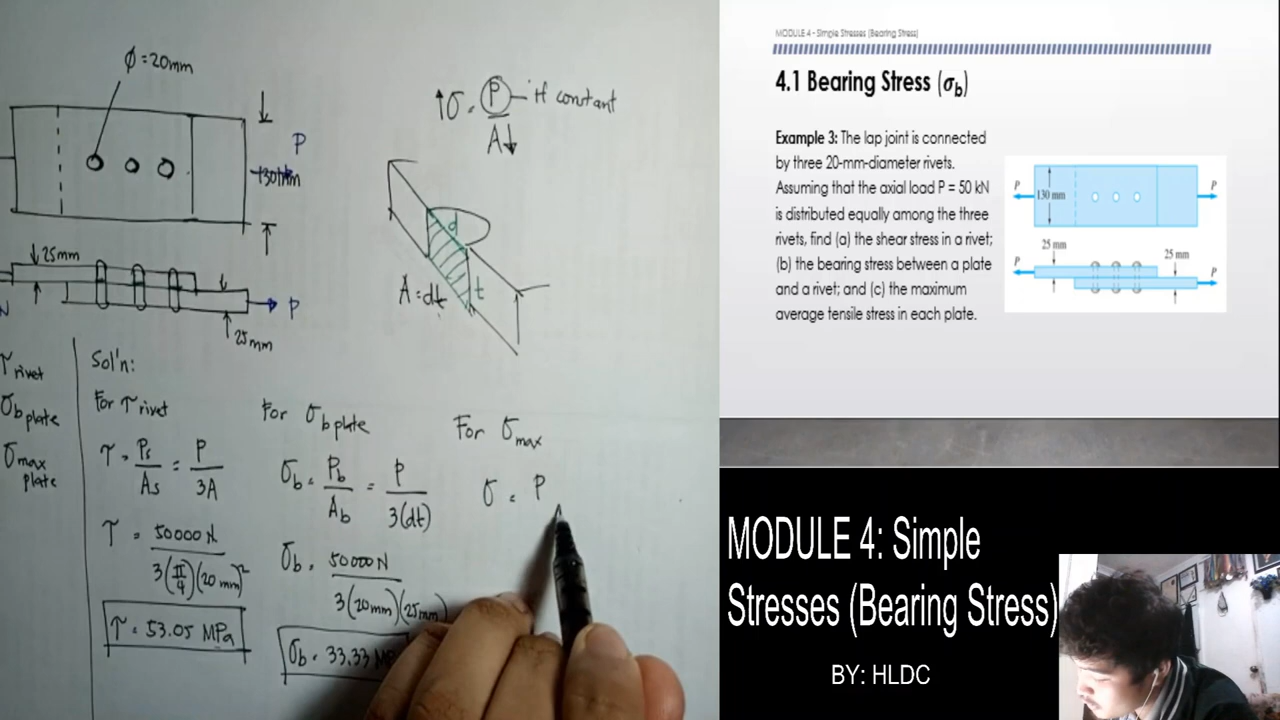 ϕ = 20mm
P
130mm
25mm
P
25mm
N
↑σ = P — if constant
A↓
d
A = dt
t
τ rivet
σb plate
σmax plate
Sol'n:
For τ rivet
τ = Ps/As = P/3A
τ = 50000 N / 3(π/4)(20 mm)²
τ = 53.05 MPa
For σb plate
σb = Pb/Ab = P/3(dt)
σb = 50000 N / 3(20mm)(25mm)
σb = 33.33
For σmax
σ = P
MODULE 4 - Simple Stresses (Bearing Stress)
4.1 Bearing Stress (σb)
Example 3: The lap joint is connected
by three 20-mm-diameter rivets.
Assuming that the axial load P = 50 kN
is distributed equally among the three
rivets, find (a) the shear stress in a rivet;
(b) the bearing stress between a plate
and a rivet; and (c) the maximum
average tensile stress in each plate.
P
130 mm
P
25 mm
P
25 mm
P
MODULE 4: Simple
Stresses (Bearing Stress)
BY: HLDC